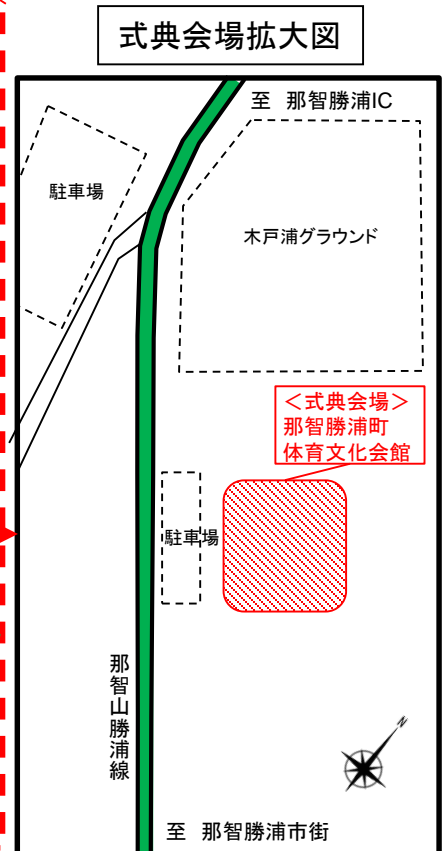 式典会場拡大図
至 那智勝浦IC
駐車場
木戸浦グラウンド
＜式典会場＞
那智勝浦町
体育文化会館
駐車場
那智山勝浦線
N
至 那智勝浦市街